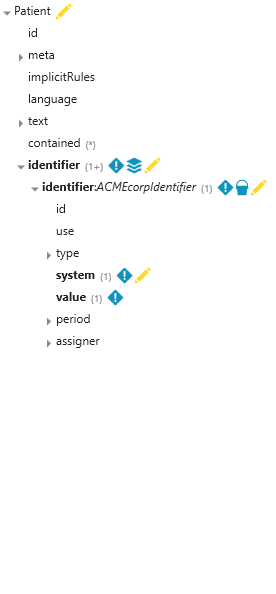 Patient
id
meta
implicitRules
language
text
contained (*)
identifier (1+)
identifier:ACMEcorpIdentifier (1)
id
use
type
system (1)
value (1)
period
assigner